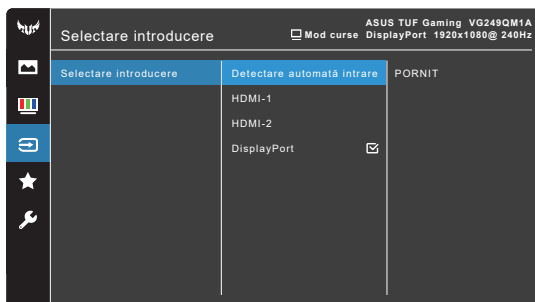 ASUS TUF Gaming VG249QM1A
Selectare introducere
Mod curse DisplayPort 1920x1080@ 240Hz
Selectare introducere Detectare automată intrare PORNIT
HDMI-1
HDMI-2
DisplayPort